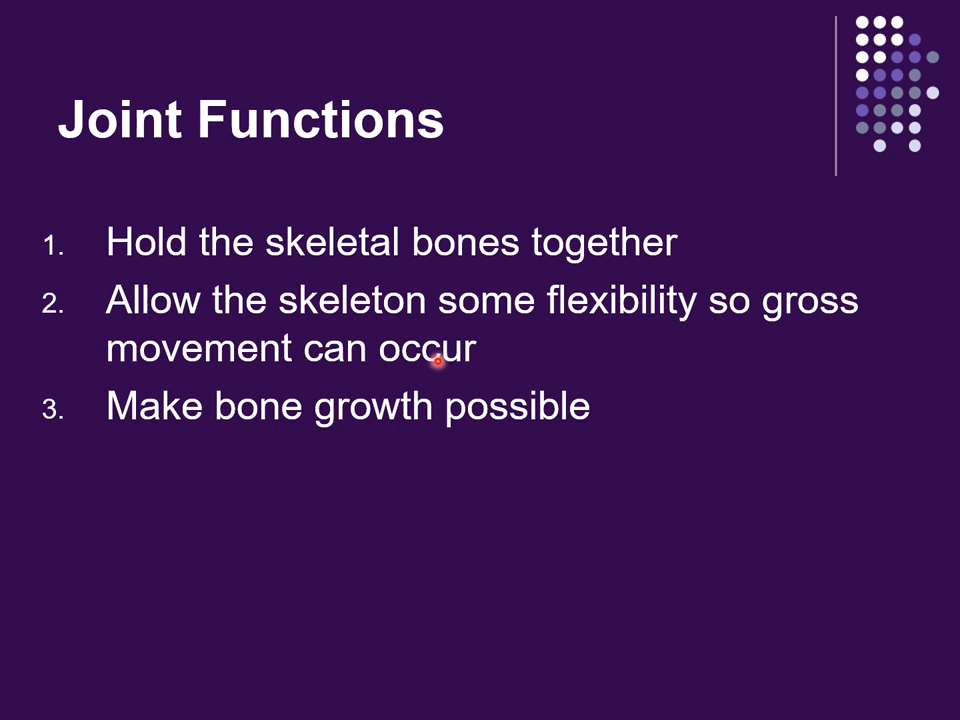 Joint Functions
1. Hold the skeletal bones together
2. Allow the skeleton some flexibility so gross
movement can occur
3. Make bone growth possible